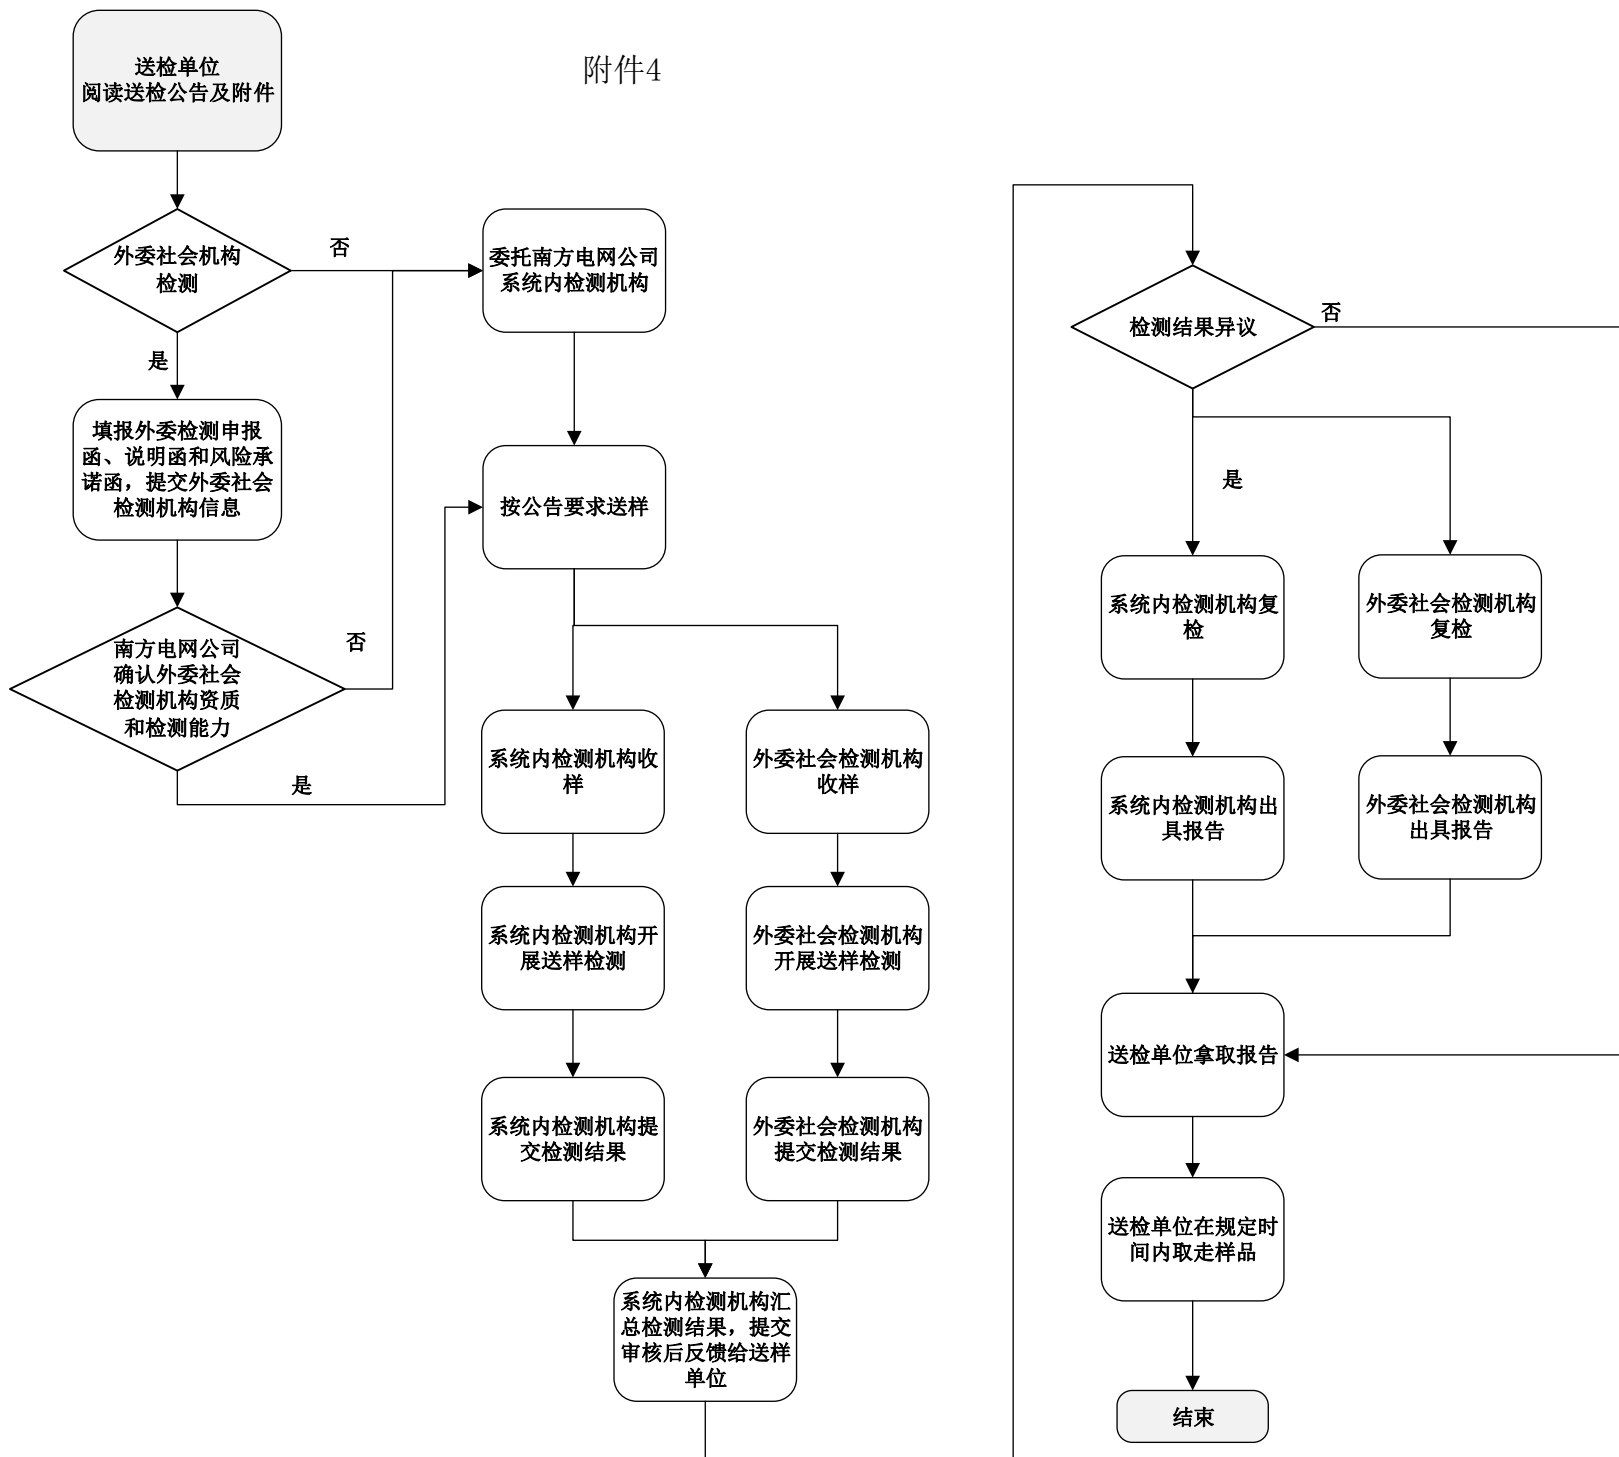 附件4
送检单位
阅读送检公告及附件
外委社会机构
检测
否
是
填报外委检测申报
函、说明函和风险承
诺函，提交外委社会
检测机构信息
南方电网公司
确认外委社会
检测机构资质
和检测能力
否
是
委托南方电网公司
系统内检测机构
按公告要求送样
系统内检测机构收
样
外委社会检测机构
收样
系统内检测机构开
展送样检测
外委社会检测机构
开展送样检测
系统内检测机构提
交检测结果
外委社会检测机构
提交检测结果
系统内检测机构汇
总检测结果，提交
审核后反馈给送样
单位
检测结果异议
否
是
系统内检测机构复
检
外委社会检测机构
复检
系统内检测机构出
具报告
外委社会检测机构
出具报告
送检单位拿取报告
送检单位在规定时
间内取走样品
结束